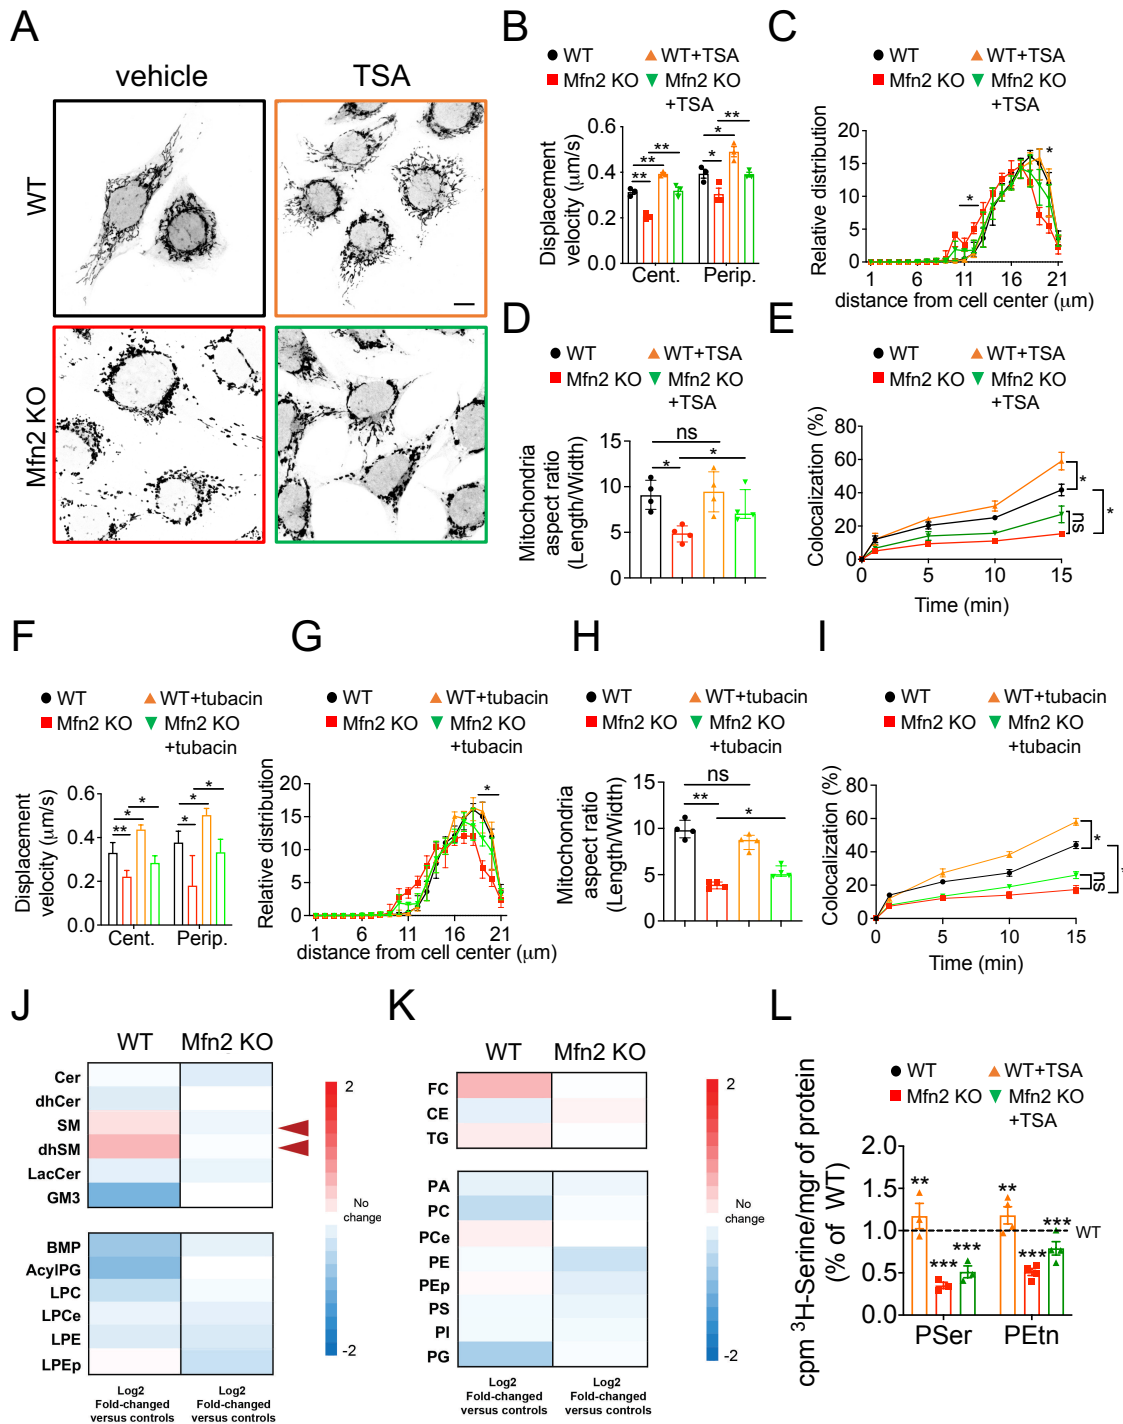 A
vehicle
TSA
WT
Mfn2 KO
B
WT
WT+TSA
Mfn2 KO
Mfn2 KO
+TSA
Displacement
velocity (μm/s)
0.6
0.4
0.2
0.0
**
**
**
**
*
*
Cent.
Perip.
C
WT
WT+TSA
Mfn2 KO
Mfn2 KO
+TSA
Relative distribution
20
15
10
5
0
*
*
1
6
11
16
21
distance from cell center (μm)
D
WT
WT+TSA
Mfn2 KO
Mfn2 KO
+TSA
Mitochondria
aspect ratio
(Length/Width)
15
10
5
0
ns
*
*
E
WT
WT+TSA
Mfn2 KO
Mfn2 KO
+TSA
Colocalization (%)
80
60
40
20
0
*
*
ns
0
5
10
15
Time (min)
F
WT
WT+tubacin
Mfn2 KO
Mfn2 KO
+tubacin
Displacement
velocity (μm/s)
0.6
0.4
0.2
0.0
*
*
**
*
*
*
Cent.
Perip.
G
WT
WT+tubacin
Mfn2 KO
Mfn2 KO
+tubacin
Relative distribution
20
15
10
5
0
*
1
6
11
16
21
distance from cell center (μm)
H
WT
WT+tubacin
Mfn2 KO
Mfn2 KO
+tubacin
Mitochondria
aspect ratio
(Length/Width)
15
10
5
0
ns
**
*
I
WT
WT+tubacin
Mfn2 KO
Mfn2 KO
+tubacin
Colocalization (%)
80
60
40
20
0
*
*
ns
0
5
10
15
Time (min)
J
WT
Mfn2 KO
Cer
dhCer
SM
dhSM
LacCer
GM3
BMP
AcylPG
LPC
LPCe
LPE
LPEp
Log2
Fold-changed
versus controls
Log2
Fold-changed
versus controls
2
No
change
-2
K
WT
Mfn2 KO
FC
CE
TG
PA
PC
PCe
PE
PEp
PS
PI
PG
Log2
Fold-changed
versus controls
Log2
Fold-changed
versus controls
2
No
change
-2
L
WT
WT+TSA
Mfn2 KO
Mfn2 KO
+TSA
cpm ³H-Serine/mgr of protein
(% of WT)
2.0
1.5
1.0
0.5
0.0
**
***
***
**
***
***
WT
PSer
PEtn